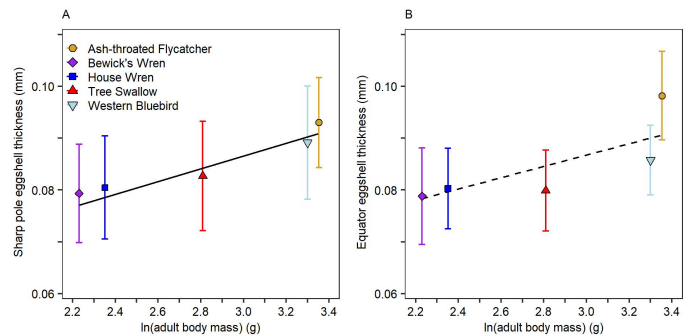 A
B
Sharp pole eggshell thickness (mm)
0.10
0.08
0.06
Ash-throated Flycatcher
Bewick's Wren
House Wren
Tree Swallow
Western Bluebird
2.2 2.4 2.6 2.8 3.0 3.2 3.4
ln(adult body mass) (g)
Equator eggshell thickness (mm)
0.10
0.08
0.06
2.2 2.4 2.6 2.8 3.0 3.2 3.4
ln(adult body mass) (g)